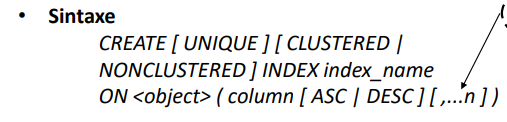 • Sintaxe
CREATE [ UNIQUE ] [ CLUSTERED |
NONCLUSTERED ] INDEX index_name
ON <object> ( column [ ASC | DESC ] [ ,...n ] )